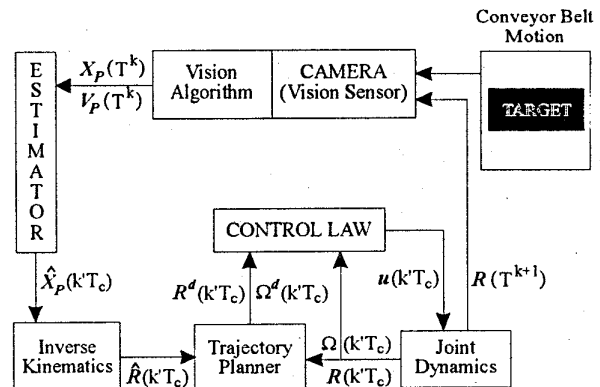 Conveyor Belt
Motion
TARGET
CAMERA
(Vision Sensor)
Vision
Algorithm
X_P(T^k)
V_P(T^k)
ESTIMATOR
CONTROL LAW
X̂_P(k'T_c)
R^d(k'T_c) Ω^d(k'T_c)
u(k'T_c)
R(T^{k+1})
Inverse
Kinematics
R̂(k'T_c)
Trajectory
Planner
Ω(k'T_c)
R(k'T_c)
Joint
Dynamics